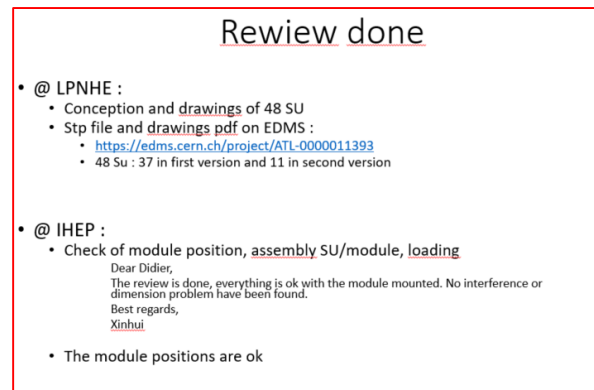 Rewiew done
• @ LPNHE :
• Conception and drawings of 48 SU
• Stp file and drawings pdf on EDMS :
• https://edms.cern.ch/project/ATL-0000011393
• 48 Su : 37 in first version and 11 in second version
• @ IHEP :
• Check of module position, assembly SU/module, loading
Dear Didier,
The review is done, everything is ok with the module mounted. No interference or
dimension problem have been found.
Best regards,
Xinhui
• The module positions are ok